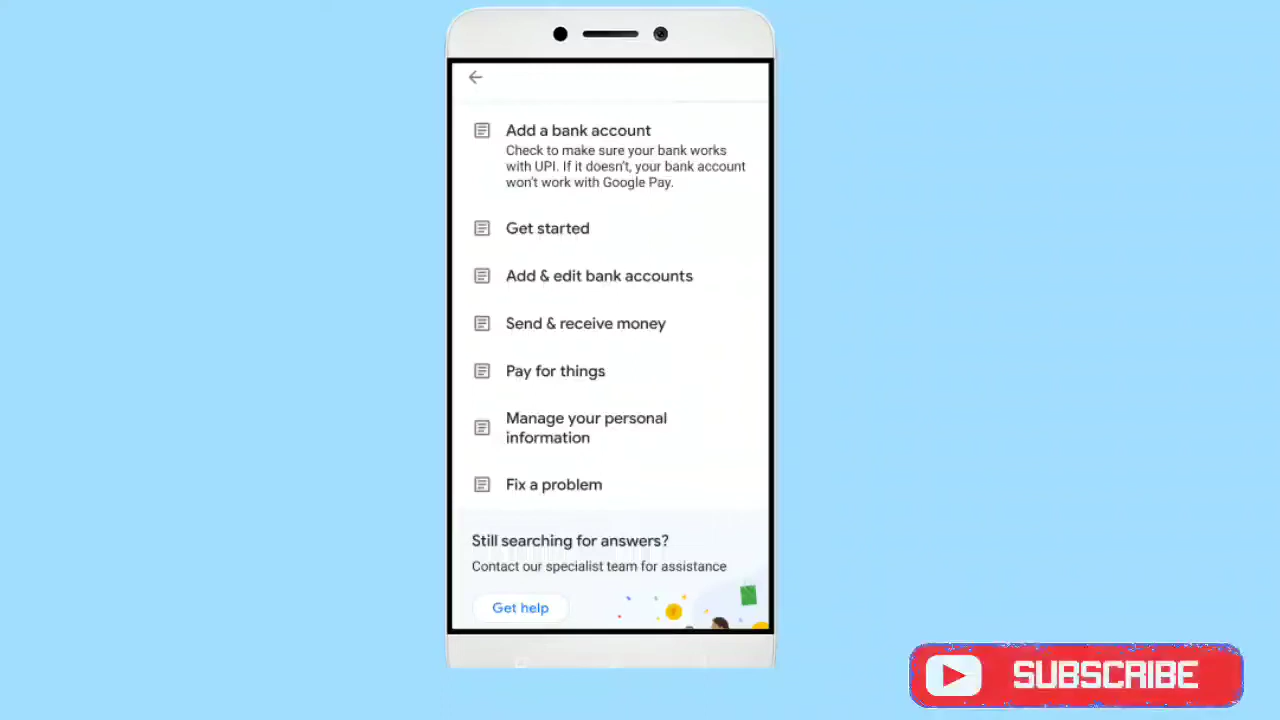 Add a bank account
Check to make sure your bank works
with UPI. If it doesn't, your bank account
won't work with Google Pay.
Get started
Add & edit bank accounts
Send & receive money
Pay for things
Manage your personal
information
Fix a problem
Still searching for answers?
Contact our specialist team for assistance
Get help
SUBSCRIBE